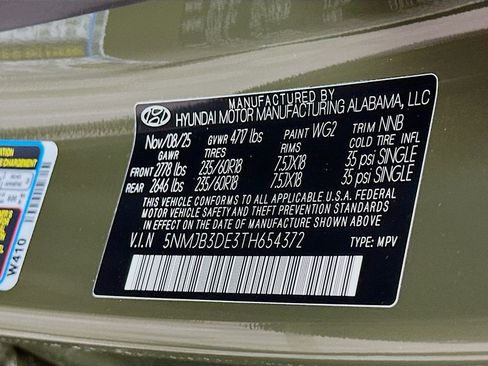 MANUFACTURED BY
HYUNDAI MOTOR MANUFACTURING ALABAMA, LLC
Nov/08/25 GVWR 4717 lbs PAINT WG2 TRIM NNB
GAWR TIRES RIMS COLD TIRE INFL
FRONT 2778 lbs 235/60R18 7.5JX18 35 psi SINGLE
REAR 2646 lbs 235/60R18 7.5JX18 35 psi SINGLE
THIS VEHICLE CONFORMS TO ALL APPLICABLE U.S.A. FEDERAL
MOTOR VEHICLE SAFETY AND THEFT PREVENTION STANDARDS
IN EFFECT ON THE DATE OF MANUFACTURE SHOWN ABOVE.
V.I.N 5NMJB3DE3TH654372 TYPE: MPV
W410